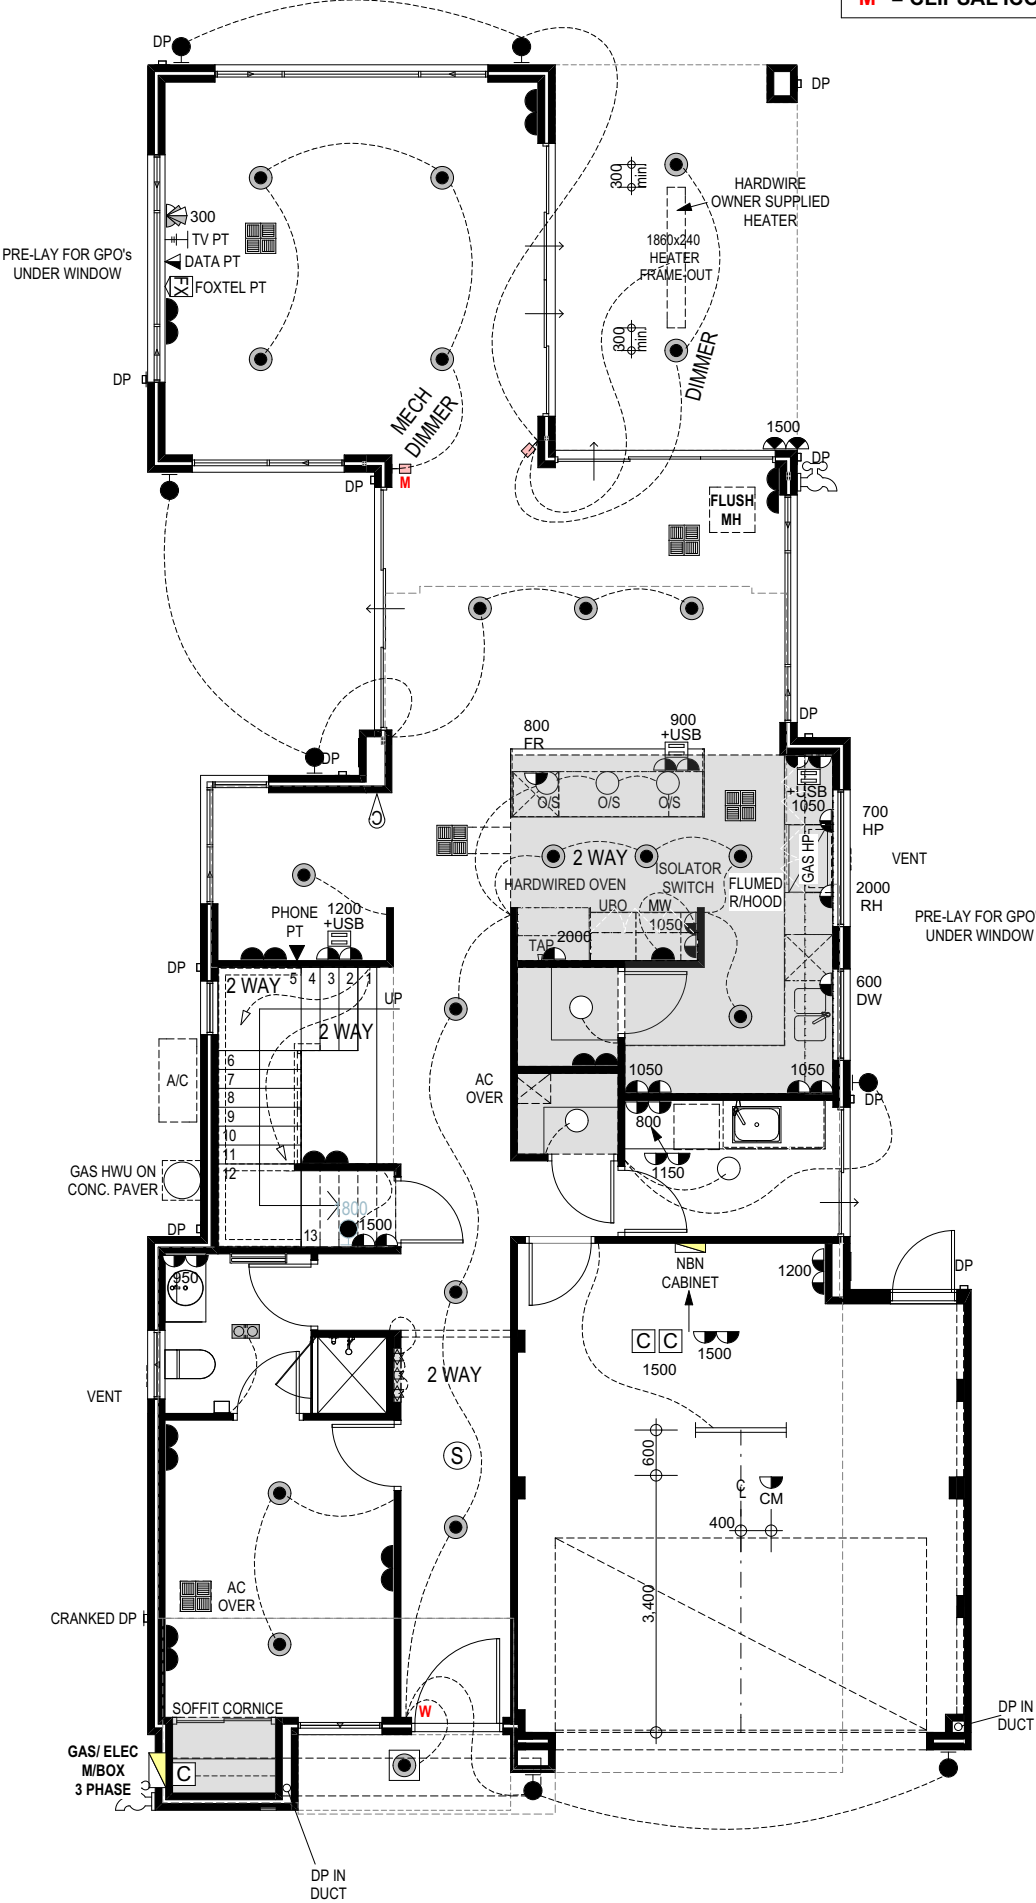 M = CLIPSAL ICO
DP
DP
HARDWIRE
OWNER SUPPLIED
HEATER
300
min
300
TV PT
DATA PT
FX
FOXTEL PT
PRE-LAY FOR GPO's
UNDER WINDOW
1860x240
HEATER
FRAME-OUT
300
min
DIMMER
DP
MECH
DIMMER
1500
DP
M
DP
FLUSH
MH
DP
800
FR
900
+USB
DP
O/S
O/S
O/S
+USB
1050
700
HP
C
2 WAY
GAS HP
VENT
HARDWIRED OVEN
ISOLATOR
SWITCH
FLUMED
R/HOOD
2000
RH
UBO
MW
1050
PHONE
PT
1200
+USB
PRE-LAY FOR GPO'
UNDER WINDOW
TAP
2000
DP
2 WAY
5
4
3
2
1
UP
2 WAY
600
DW
6
7
8
9
10
11
12
13
A/C
AC
OVER
1050
1050
DP
800
1150
GAS HWU ON
CONC. PAVER
DP
800
1500
NBN
CABINET
1200
DP
950
C C
1500
1500
2 WAY
VENT
S
600
CL
CM
400
3,400
AC
OVER
CRANKED DP
SOFFIT CORNICE
W
DP IN
DUCT
GAS/ ELEC
M/BOX
3 PHASE
C
DP IN
DUCT